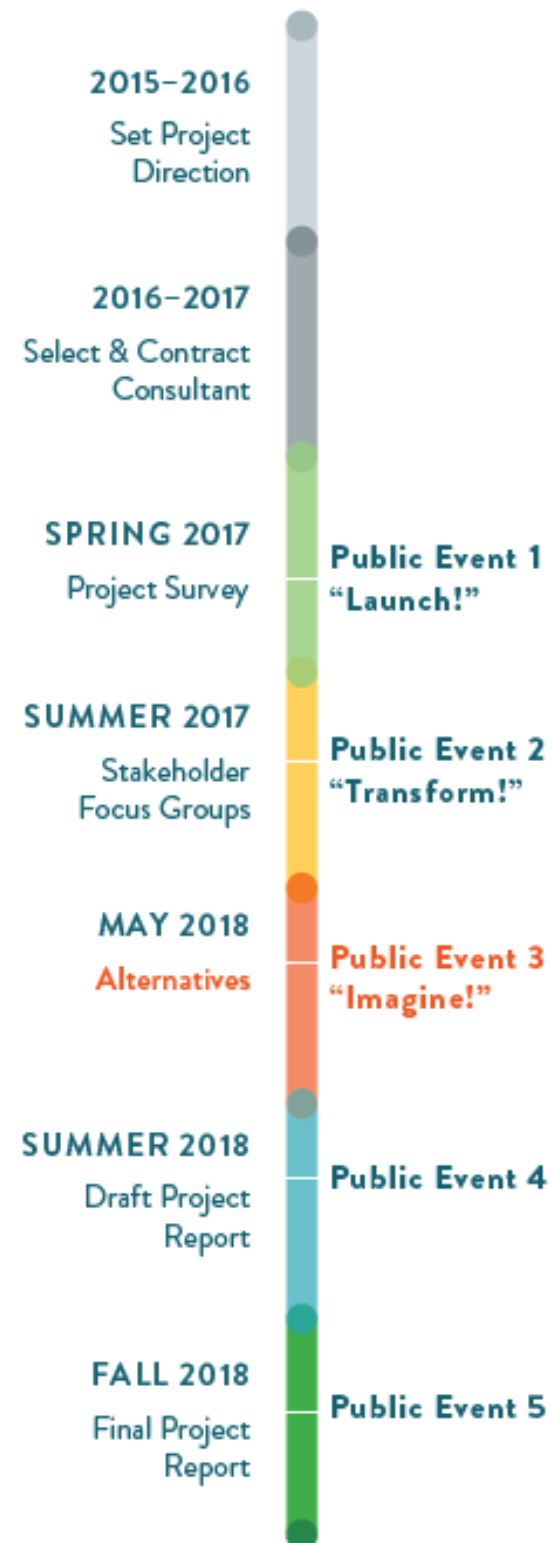 2015–2016
Set Project
Direction
2016–2017
Select & Contract
Consultant
SPRING 2017
Project Survey
Public Event 1
“Launch!”
SUMMER 2017
Stakeholder
Focus Groups
Public Event 2
“Transform!”
MAY 2018
Alternatives
Public Event 3
“Imagine!”
SUMMER 2018
Draft Project
Report
Public Event 4
FALL 2018
Final Project
Report
Public Event 5